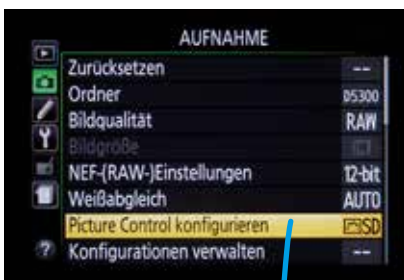 AUFNAHME
Zurücksetzen --
Ordner D5300
Bildqualität RAW
Bildgröße
NEF-(RAW-)Einstellungen 12-bit
Weißabgleich AUTO
Picture Control konfigurieren SD
Konfigurationen verwalten --
?